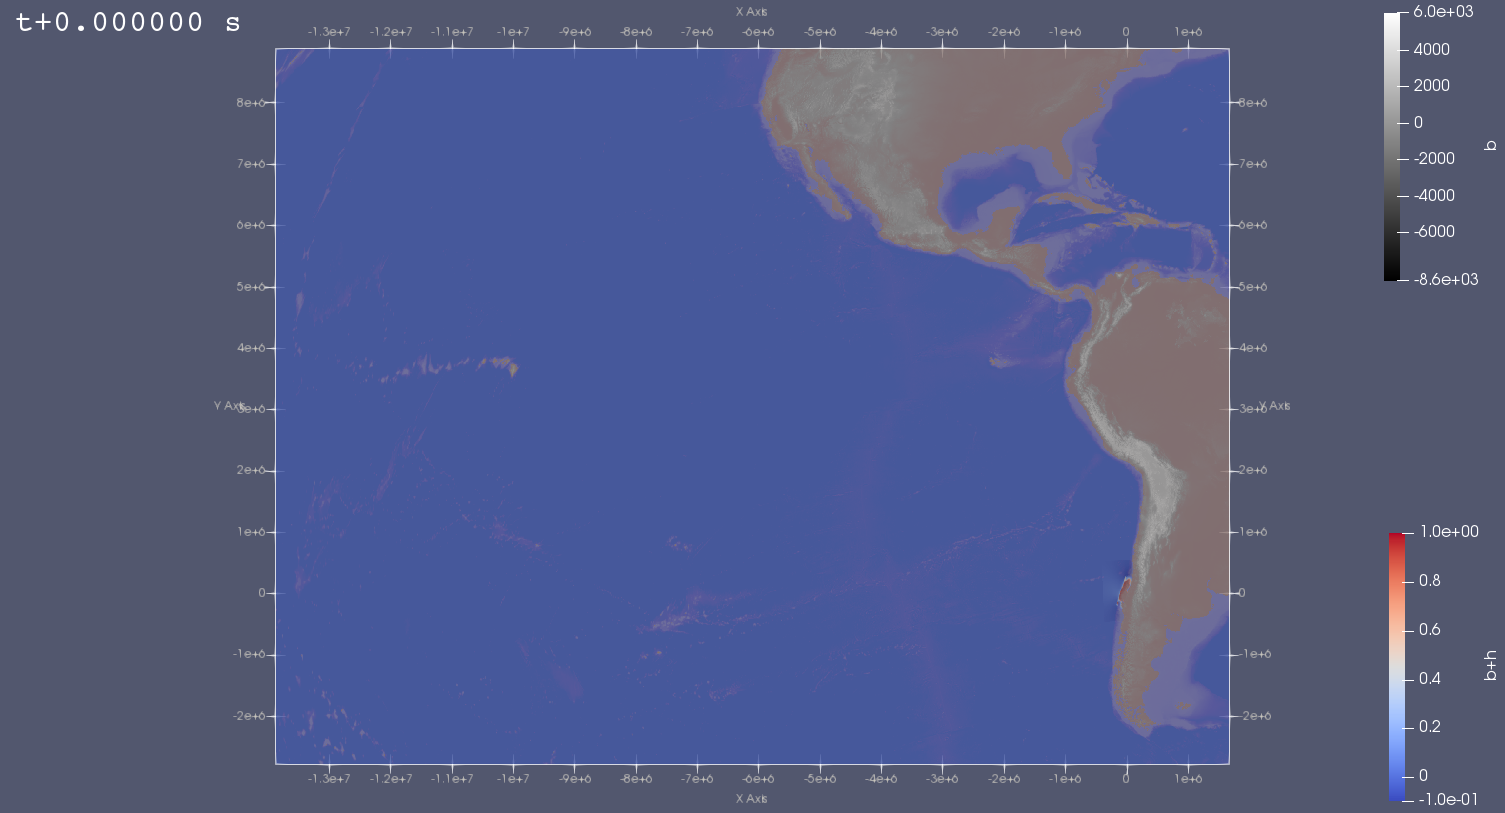 t+0.000000 s
X Axis
-1.3e+7 -1.2e+7 -1.1e+7 -1e+7 -9e+6 -8e+6 -7e+6 -6e+6 -5e+6 -4e+6 -3e+6 -2e+6 -1e+6 0 1e+6
8e+6 8e+6
7e+6 7e+6
6e+6 6e+6
5e+6 5e+6
4e+6 4e+6
Y Axis Y Axis
3e+6 3e+6
2e+6 2e+6
1e+6 1e+6
0 0
-1e+6 -1e+6
-2e+6 -2e+6
-1.3e+7 -1.2e+7 -1.1e+7 -1e+7 -9e+6 -8e+6 -7e+6 -6e+6 -5e+6 -4e+6 -3e+6 -2e+6 -1e+6 0 1e+6
X Axis
6.0e+03
4000
2000
0
-2000
-4000
-6000
-8.6e+03
b
1.0e+00
0.8
0.6
0.4
0.2
0
-1.0e-01
b+h